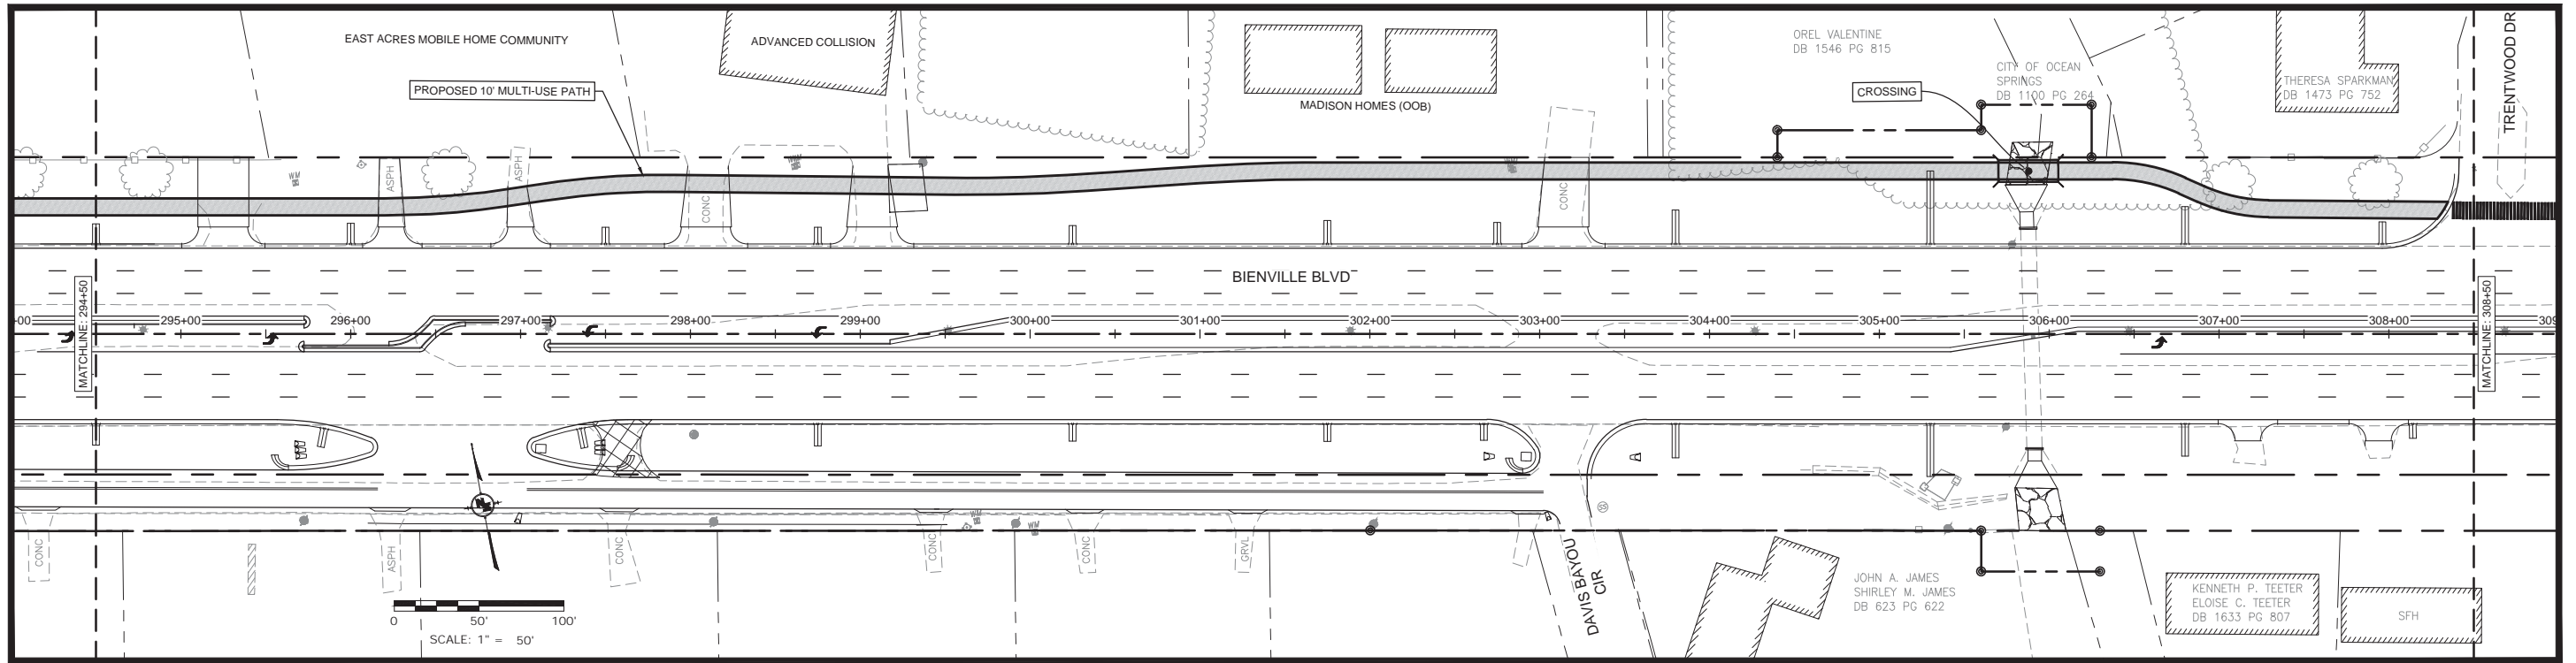 EAST ACRES MOBILE HOME COMMUNITY
ADVANCED COLLISION
PROPOSED 10' MULTI-USE PATH
MADISON HOMES (OOB)
OREL VALENTINE
DB 1546 PG 815
CROSSING
CITY OF OCEAN
SPRINGS
DB 1100 PG 264
THERESA SPARKMAN
DB 1473 PG 752
TRENTWOOD DR
WM
ASPH
ASPH
CONC
CONC
BIENVILLE BLVD
MATCHLINE: 294+50
MATCHLINE: 308+50
+00
295+00
296+00
297+00
298+00
299+00
300+00
301+00
302+00
303+00
304+00
305+00
306+00
307+00
308+00
309
CONC
ASPH
CONC
CONC
WM
WM
CONC
GRVL
DAVIS BAYOU
CIR
JOHN A. JAMES
SHIRLEY M. JAMES
DB 623 PG 622
KENNETH P. TEETER
ELOISE C. TEETER
DB 1633 PG 807
SFH
0 50' 100'
SCALE: 1" = 50'